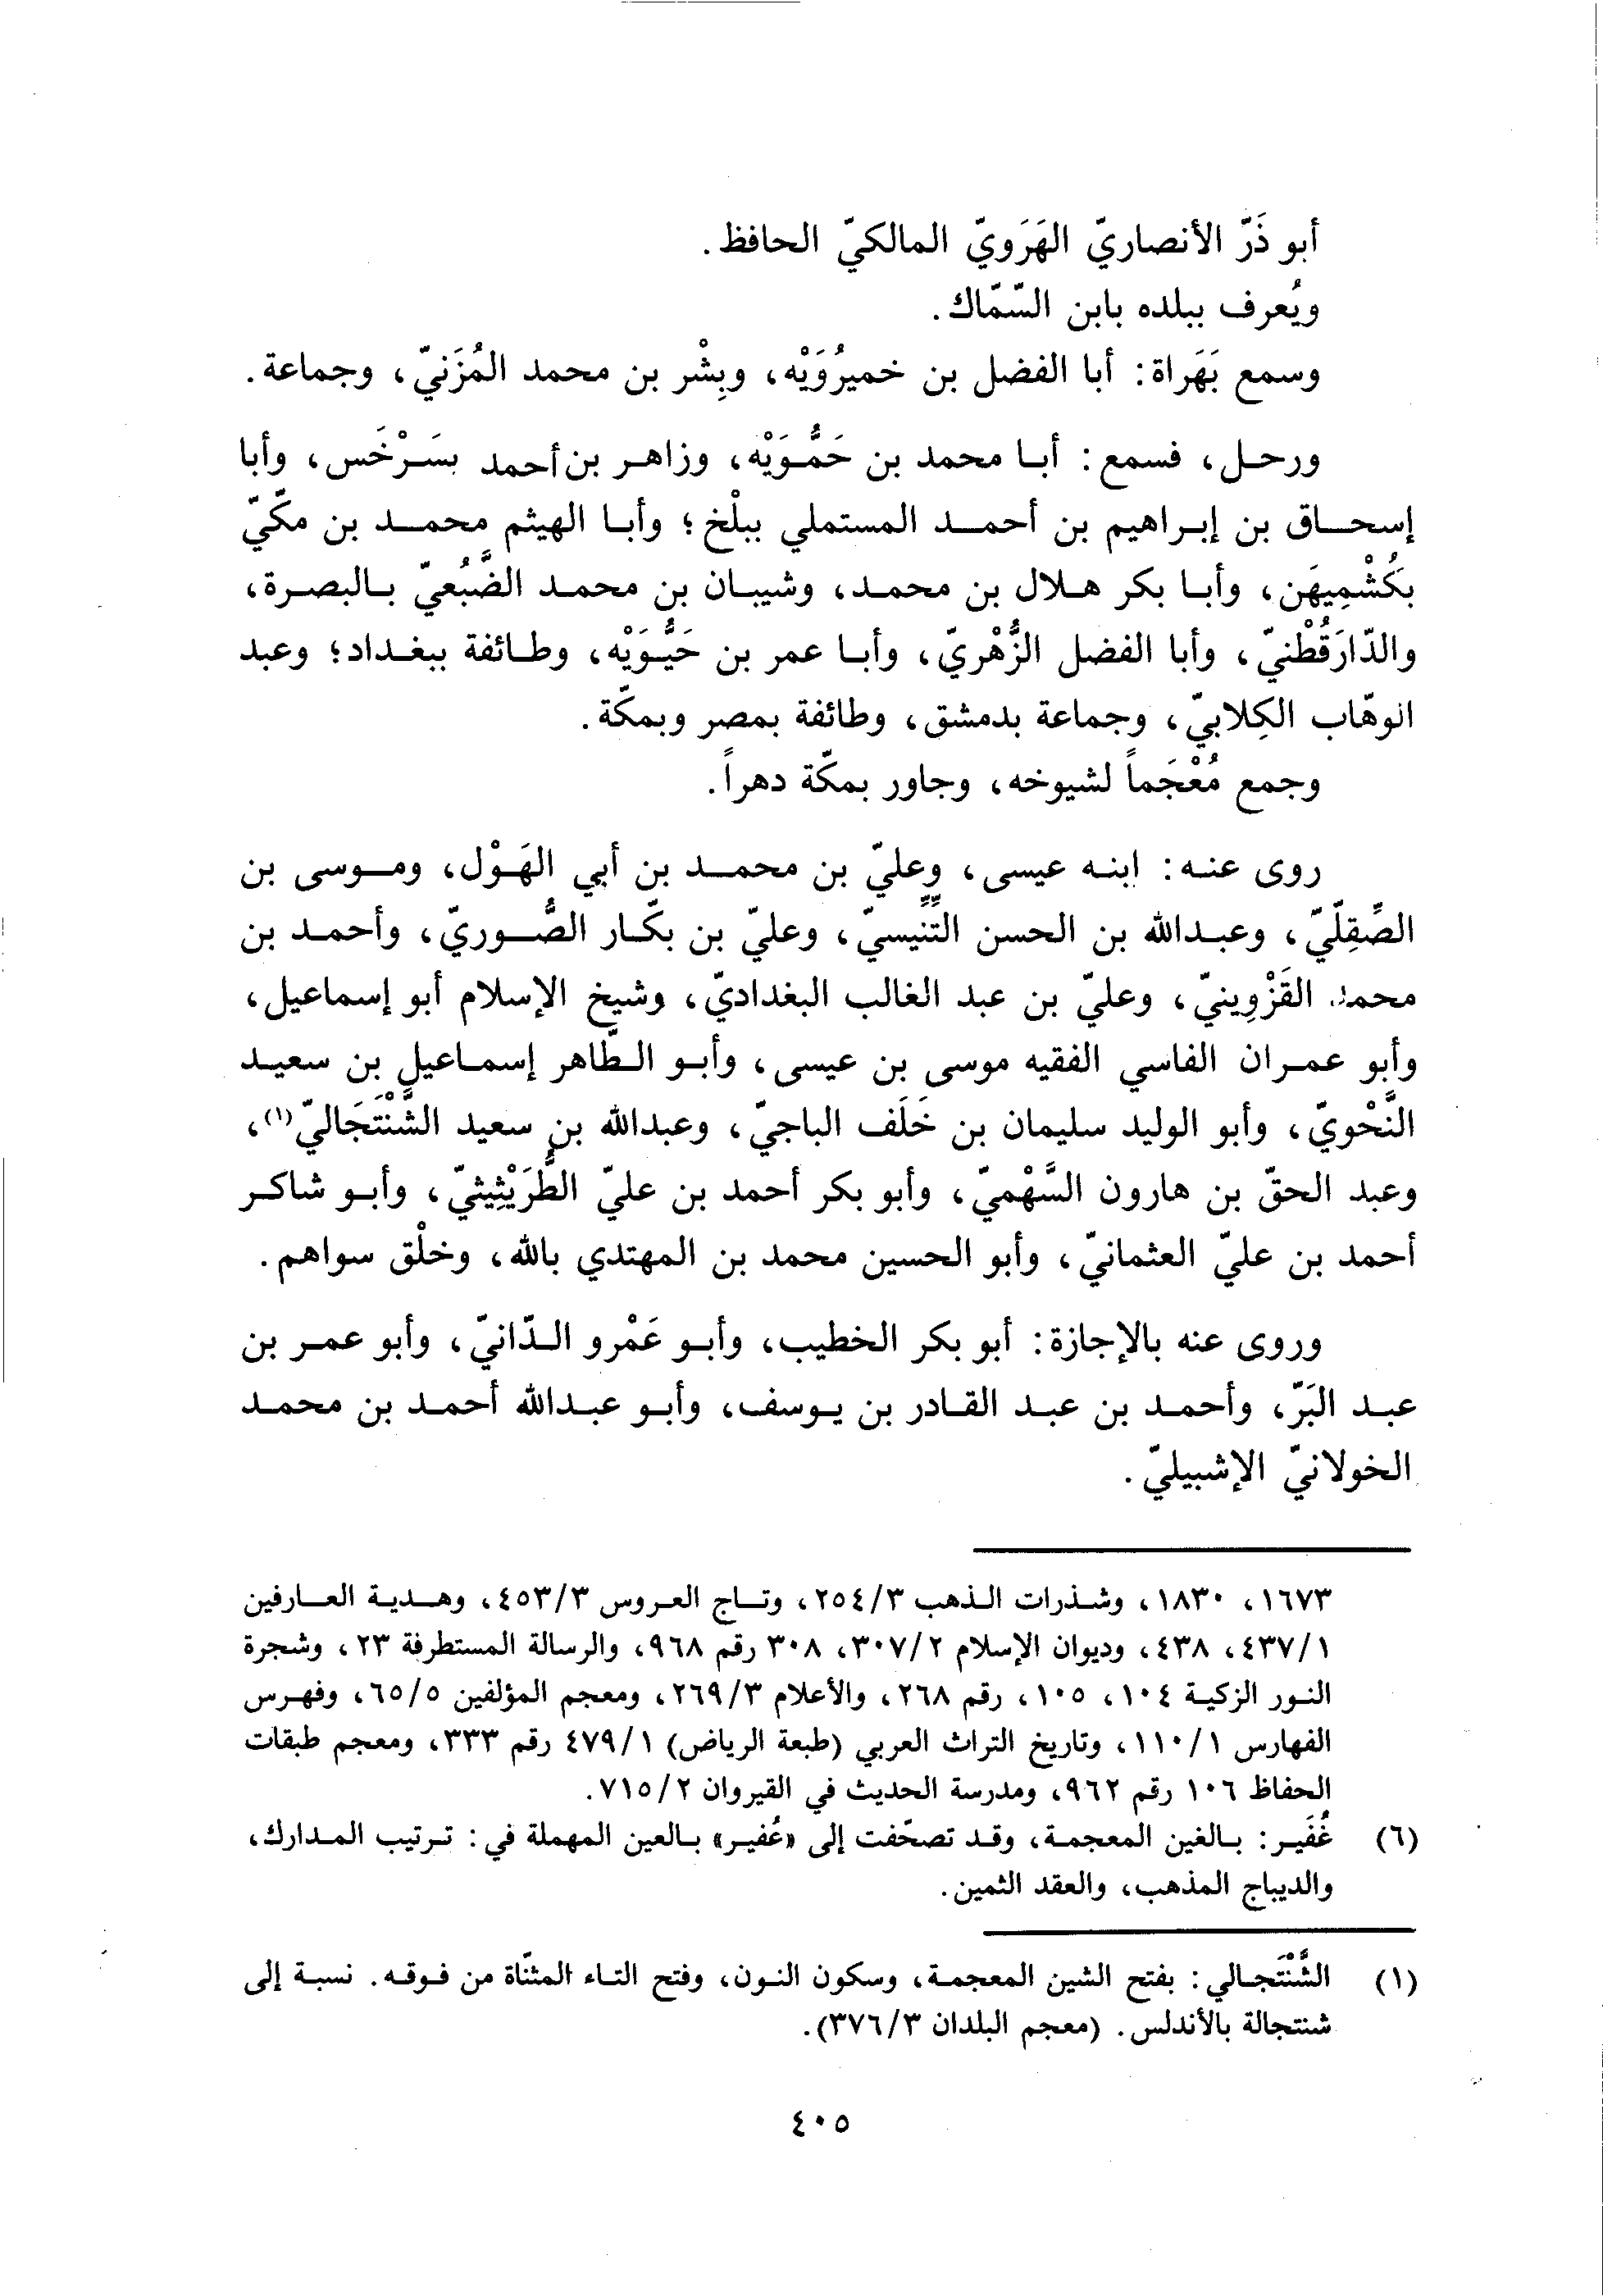 أبو ذَرّ الأنصاريّ الهَرَويّ المالكيّ الحافظ.
ويُعرف ببلده بابن السّمّاك.
وسمع بَهَراة: أبا الفضل بن خميرُوَيْه، وبِشْر بن محمد المُزَنيّ، وجماعة.
ورحل، فسمع: أبا محمد بن حَمُّوَيْه، وزاهر بن أحمد بسَرْخَس، وأبا
إسحاق بن إبراهيم بن أحمد المستملي ببلْخ؛ وأبا الهيثم محمد بن مكّيّ
بكُشْمِيهَن، وأبا بكر هلال بن محمد، وشيبان بن محمد الضُّبُعيّ بالبصرة،
والدّارَقُطْنيّ، وأبا الفضل الزُّهْريّ، وأبا عمر بن حَيُّوَيْه، وطائفة ببغداد؛ وعبد
الوهّاب الكِلابيّ، وجماعة بدمشق، وطائفة بمصر وبمكّة.
وجمع مُعْجَماً لشيوخه، وجاور بمكّة دهراً.
روى عنه: ابنه عيسى، وعليّ بن محمد بن أبي الهَوْل، وموسى بن
الصِّقِلّيّ، وعبدالله بن الحسن التِّنِّيسيّ، وعليّ بن بكّار الصُّوريّ، وأحمد بن
محمد القَزْوِينيّ، وعليّ بن عبد الغالب البغداديّ، وشيخ الإسلام أبو إسماعيل،
وأبو عمران الفاسي الفقيه موسى بن عيسى، وأبو الطّاهر إسماعيل بن سعيد
النَّحْويّ، وأبو الوليد سليمان بن خَلَف الباجيّ، وعبدالله بن سعيد الشَّنْتَجَاليّ(١)،
وعبد الحقّ بن هارون السَّهْميّ، وأبو بكر أحمد بن عليّ الطُّرَيْثِيثيّ، وأبو شاكر
أحمد بن عليّ العثمانيّ، وأبو الحسين محمد بن المهتدي بالله، وخلْق سواهم.
وروى عنه بالإجازة: أبو بكر الخطيب، وأبو عَمْرو الدّانيّ، وأبو عمر بن
عبد البَرّ، وأحمد بن عبد القادر بن يوسف، وأبو عبدالله أحمد بن محمد
الخولانيّ الإشبيليّ.
١٦٧٣، ١٨٣٠، وشذرات الذهب ٢٥٤/٣، وتاج العروس ٤٥٣/٣، وهدية العارفين
٤٣٧/١، ٤٣٨، وديوان الإسلام ٣٠٧/٢، ٣٠٨ رقم ٩٦٨، والرسالة المستطرفة ٢٣، وشجرة
النور الزكية ١٠٤، ١٠٥، رقم ٢٦٨، والأعلام ٢٦٩/٣، ومعجم المؤلفين ٦٥/٥، وفهرس
الفهارس ١١٠/١، وتاريخ التراث العربي (طبعة الرياض) ٤٧٩/١ رقم ٣٣٣، ومعجم طبقات
الحفاظ ١٠٦ رقم ٩٦٢، ومدرسة الحديث في القيروان ٧١٥/٢.
(٦) غُفَير: بالغين المعجمة، وقد تصحّفت إلى «عُفير» بالعين المهملة في: ترتيب المدارك،
والديباج المذهب، والعقد الثمين.
(١) الشَّنْتَجالي: بفتح الشين المعجمة، وسكون النون، وفتح التاء المثنّاة من فوقه. نسبة إلى
شنتجالة بالأندلس. (معجم البلدان ٣٧٦/٣).
٤٠٥